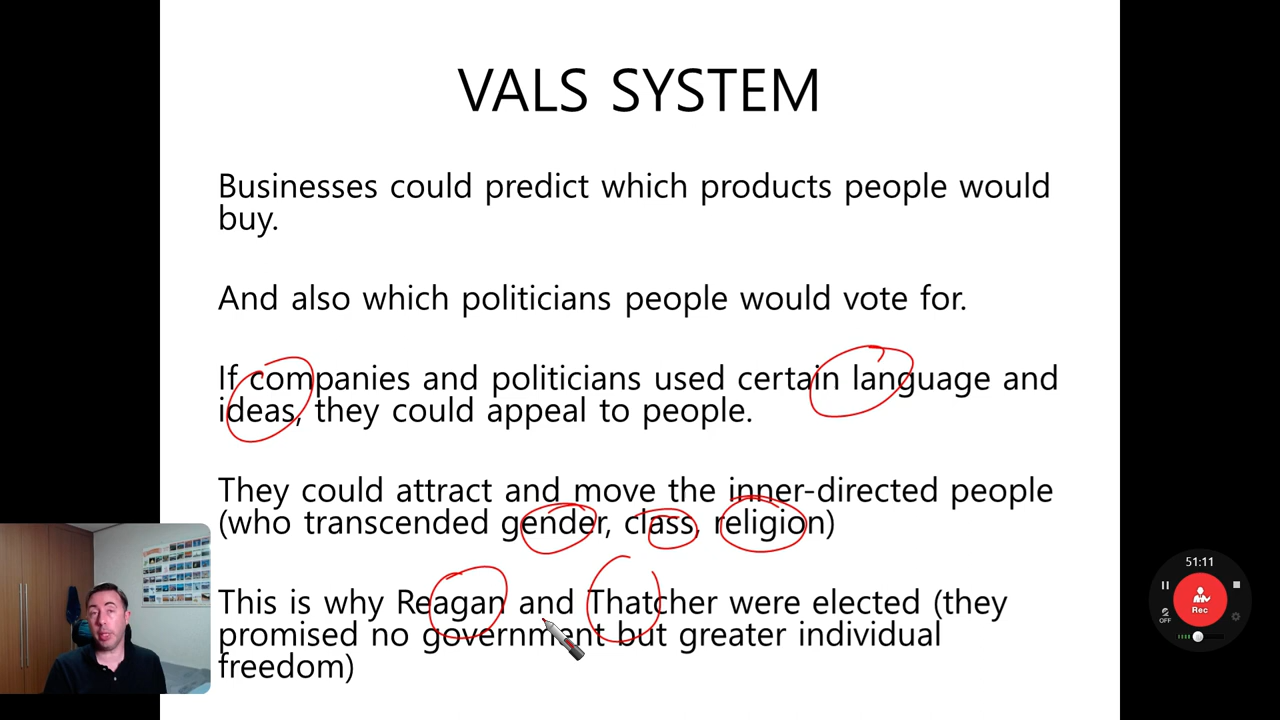 VALS SYSTEM
Businesses could predict which products people would
buy.
And also which politicians people would vote for.
If companies and politicians used certain language and
ideas, they could appeal to people.
They could attract and move the inner-directed people
(who transcended gender, class, religion)
This is why Reagan and Thatcher were elected (they
promised no government but greater individual
freedom)
51:11
Rec
OFF